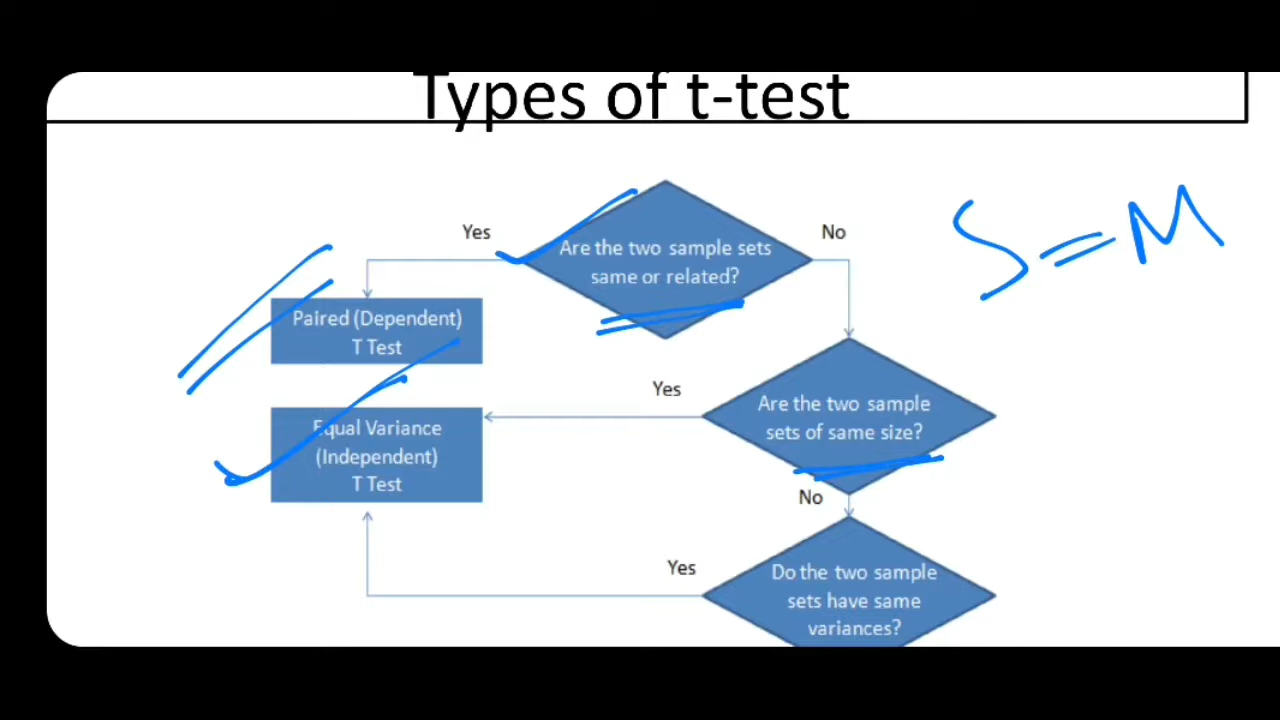 Types of t-test
S = M
Yes
Are the two sample sets
same or related?
No
Paired (Dependent)
T Test
Yes
Are the two sample
sets of same size?
Equal Variance
(Independent)
T Test
No
Yes
Do the two sample
sets have same
variances?